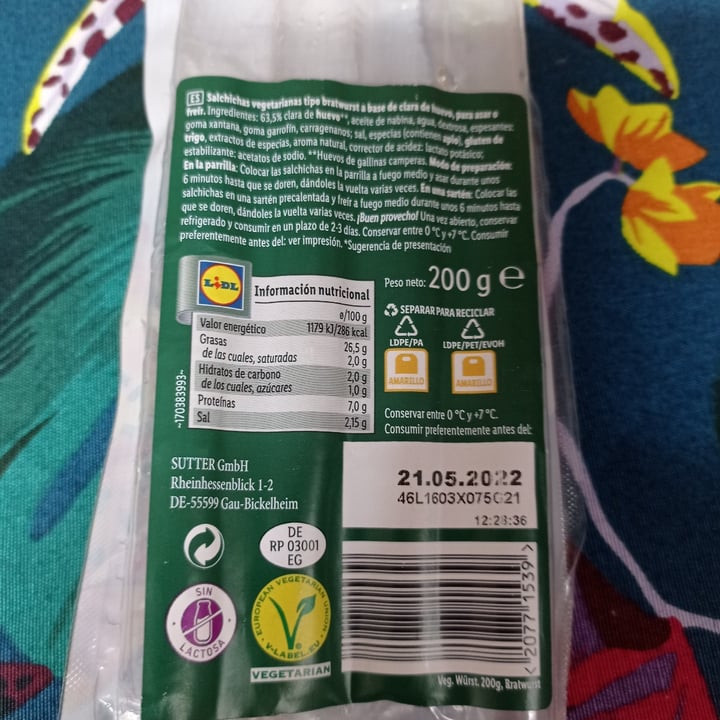 ES Salchichas vegetarianas tipo bratwurst a base de clara de huevo, para asar o
freír. Ingredientes: 63,5% clara de huevo**, aceite de nabina, agua, dextrosa, espesantes:
goma xantana, goma garrofín, carragenanos; sal, especias (contienen apio), gluten de
trigo, extractos de especias, aroma natural, corrector de acidez: lactato potásico;
estabilizante: acetatos de sodio. **Huevos de gallinas camperas. Modo de preparación:
En la parrilla: Colocar las salchichas en la parrilla a fuego medio y asar durante unos
6 minutos hasta que se doren, dándoles la vuelta varias veces. En una sartén: Colocar las
salchichas en una sartén precalentada y freír a fuego medio durante unos 6 minutos hasta
que se doren, dándoles la vuelta varias veces. ¡Buen provecho! Una vez abierto, conservar
refrigerado y consumir en un plazo de 2-3 días. Conservar entre 0 °C y +7 °C. Consumir
preferentemente antes del: ver impresión. *Sugerencia de presentación
LIDL
Información nutricional
ø/100 g
Valor energético 1179 kJ/286 kcal
Grasas 26,5 g
de las cuales, saturadas 2,0 g
Hidratos de carbono 2,0 g
de los cuales, azúcares 1,0 g
Proteínas 7,0 g
Sal 2,15 g
~170383993~
Peso neto: 200 g e
SEPARAR PARA RECICLAR
LDPE/PA LDPE/PET/EVOH
AMARILLO AMARILLO
Conservar entre 0 °C y +7 °C.
Consumir preferentemente antes del:
21.05.2022
46L1603X075C21
12:28:36
SUTTER GmbH
Rheinhessenblick 1-2
DE-55599 Gau-Bickelheim
DE
RP 03001
EG
SIN
LACTOSA
EUROPEAN VEGETARIAN UNION
V-LABEL.EU
VEGETARIAN
< 2077 1539 >
Veg. Würst, 200g, Bratwurst